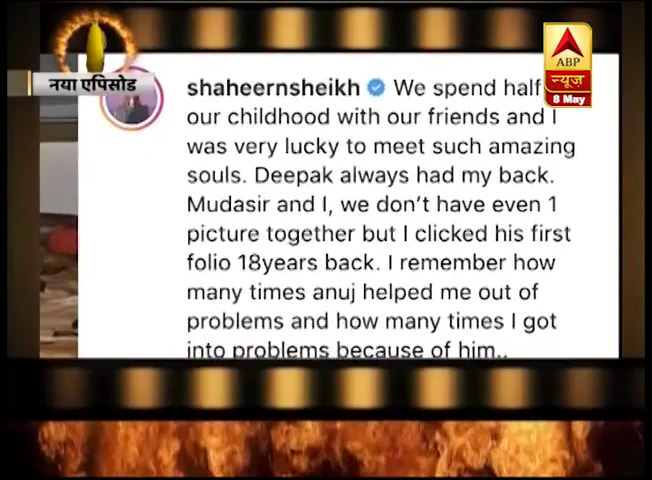 ABP
न्यूज़
8 May
नया एपिसोड
shaheernsheikh We spend half
our childhood with our friends and I
was very lucky to meet such amazing
souls. Deepak always had my back.
Mudasir and I, we don't have even 1
picture together but I clicked his first
folio 18years back. I remember how
many times anuj helped me out of
problems and how many times I got
into problems because of him..